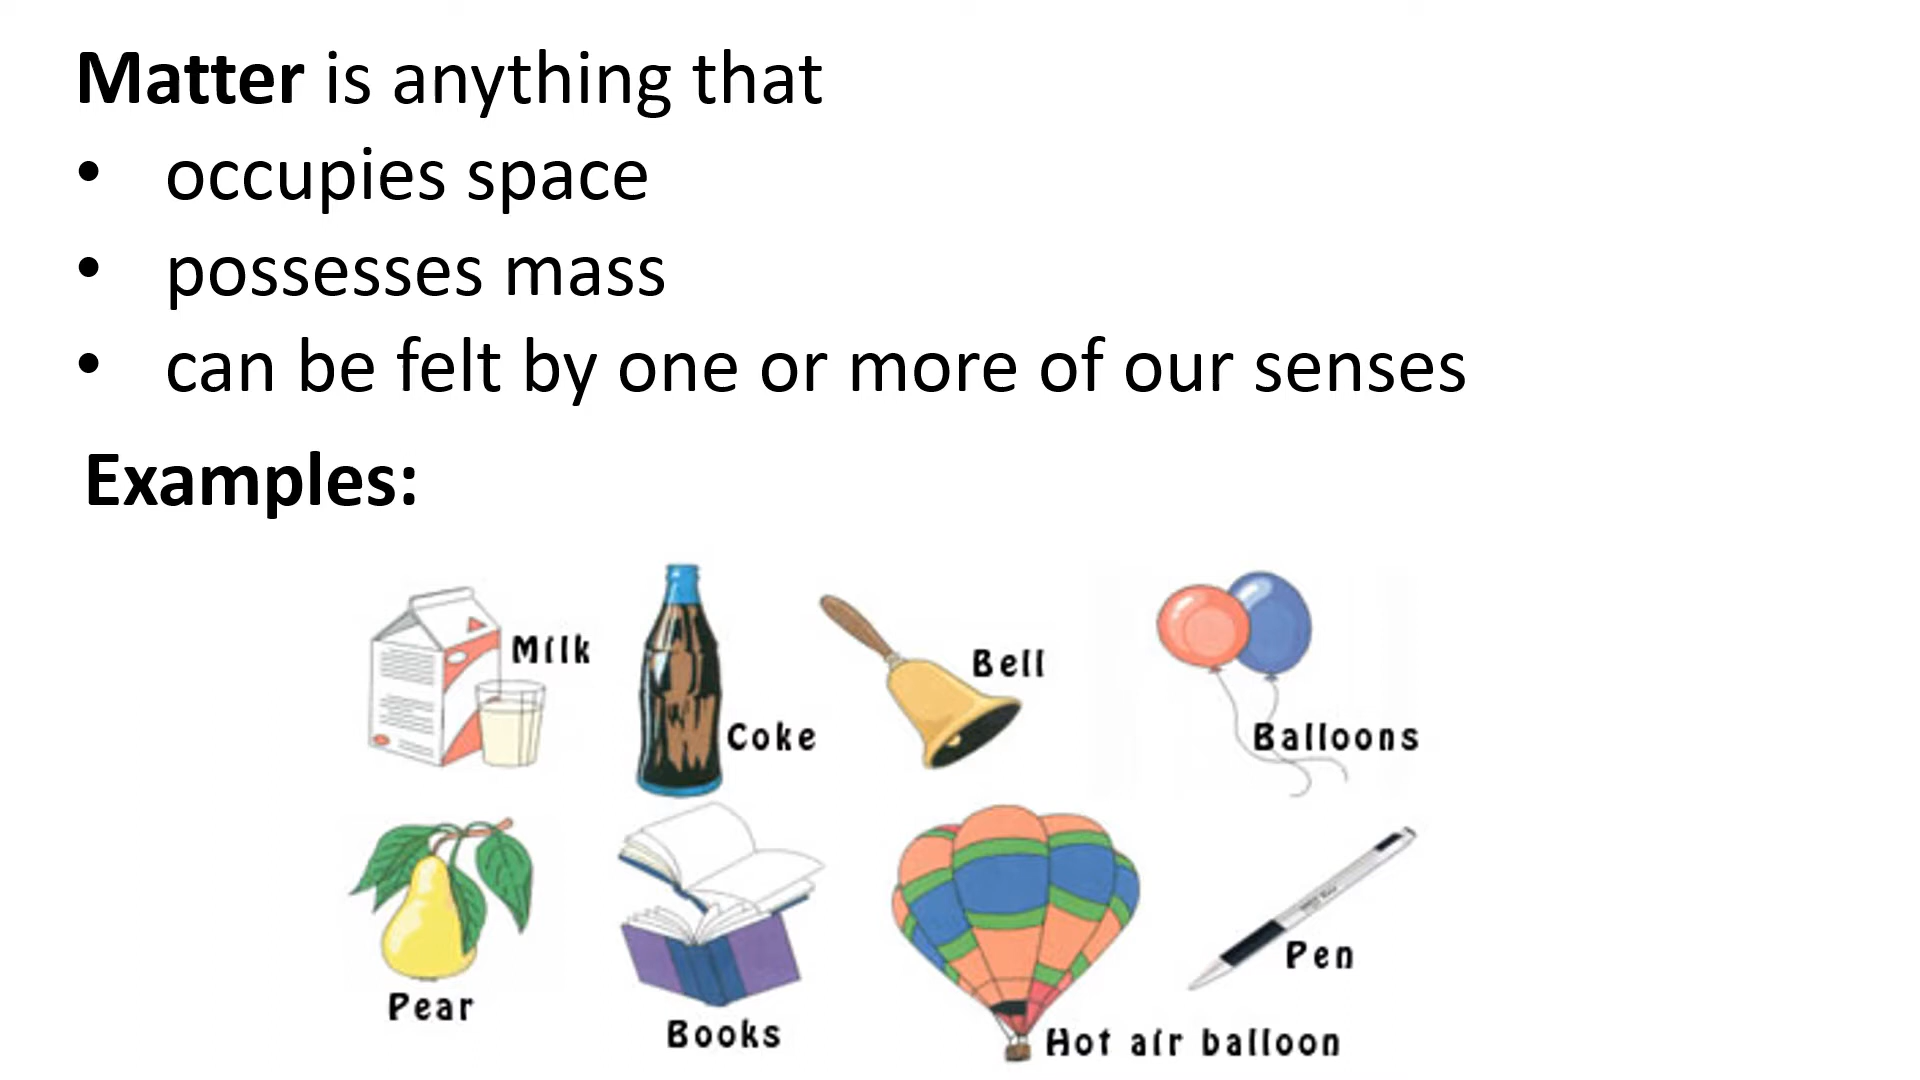 Matter is anything that
• occupies space
• possesses mass
• can be felt by one or more of our senses
Examples:
Milk
Coke
Bell
Balloons
Pear
Books
Hot air balloon
Pen